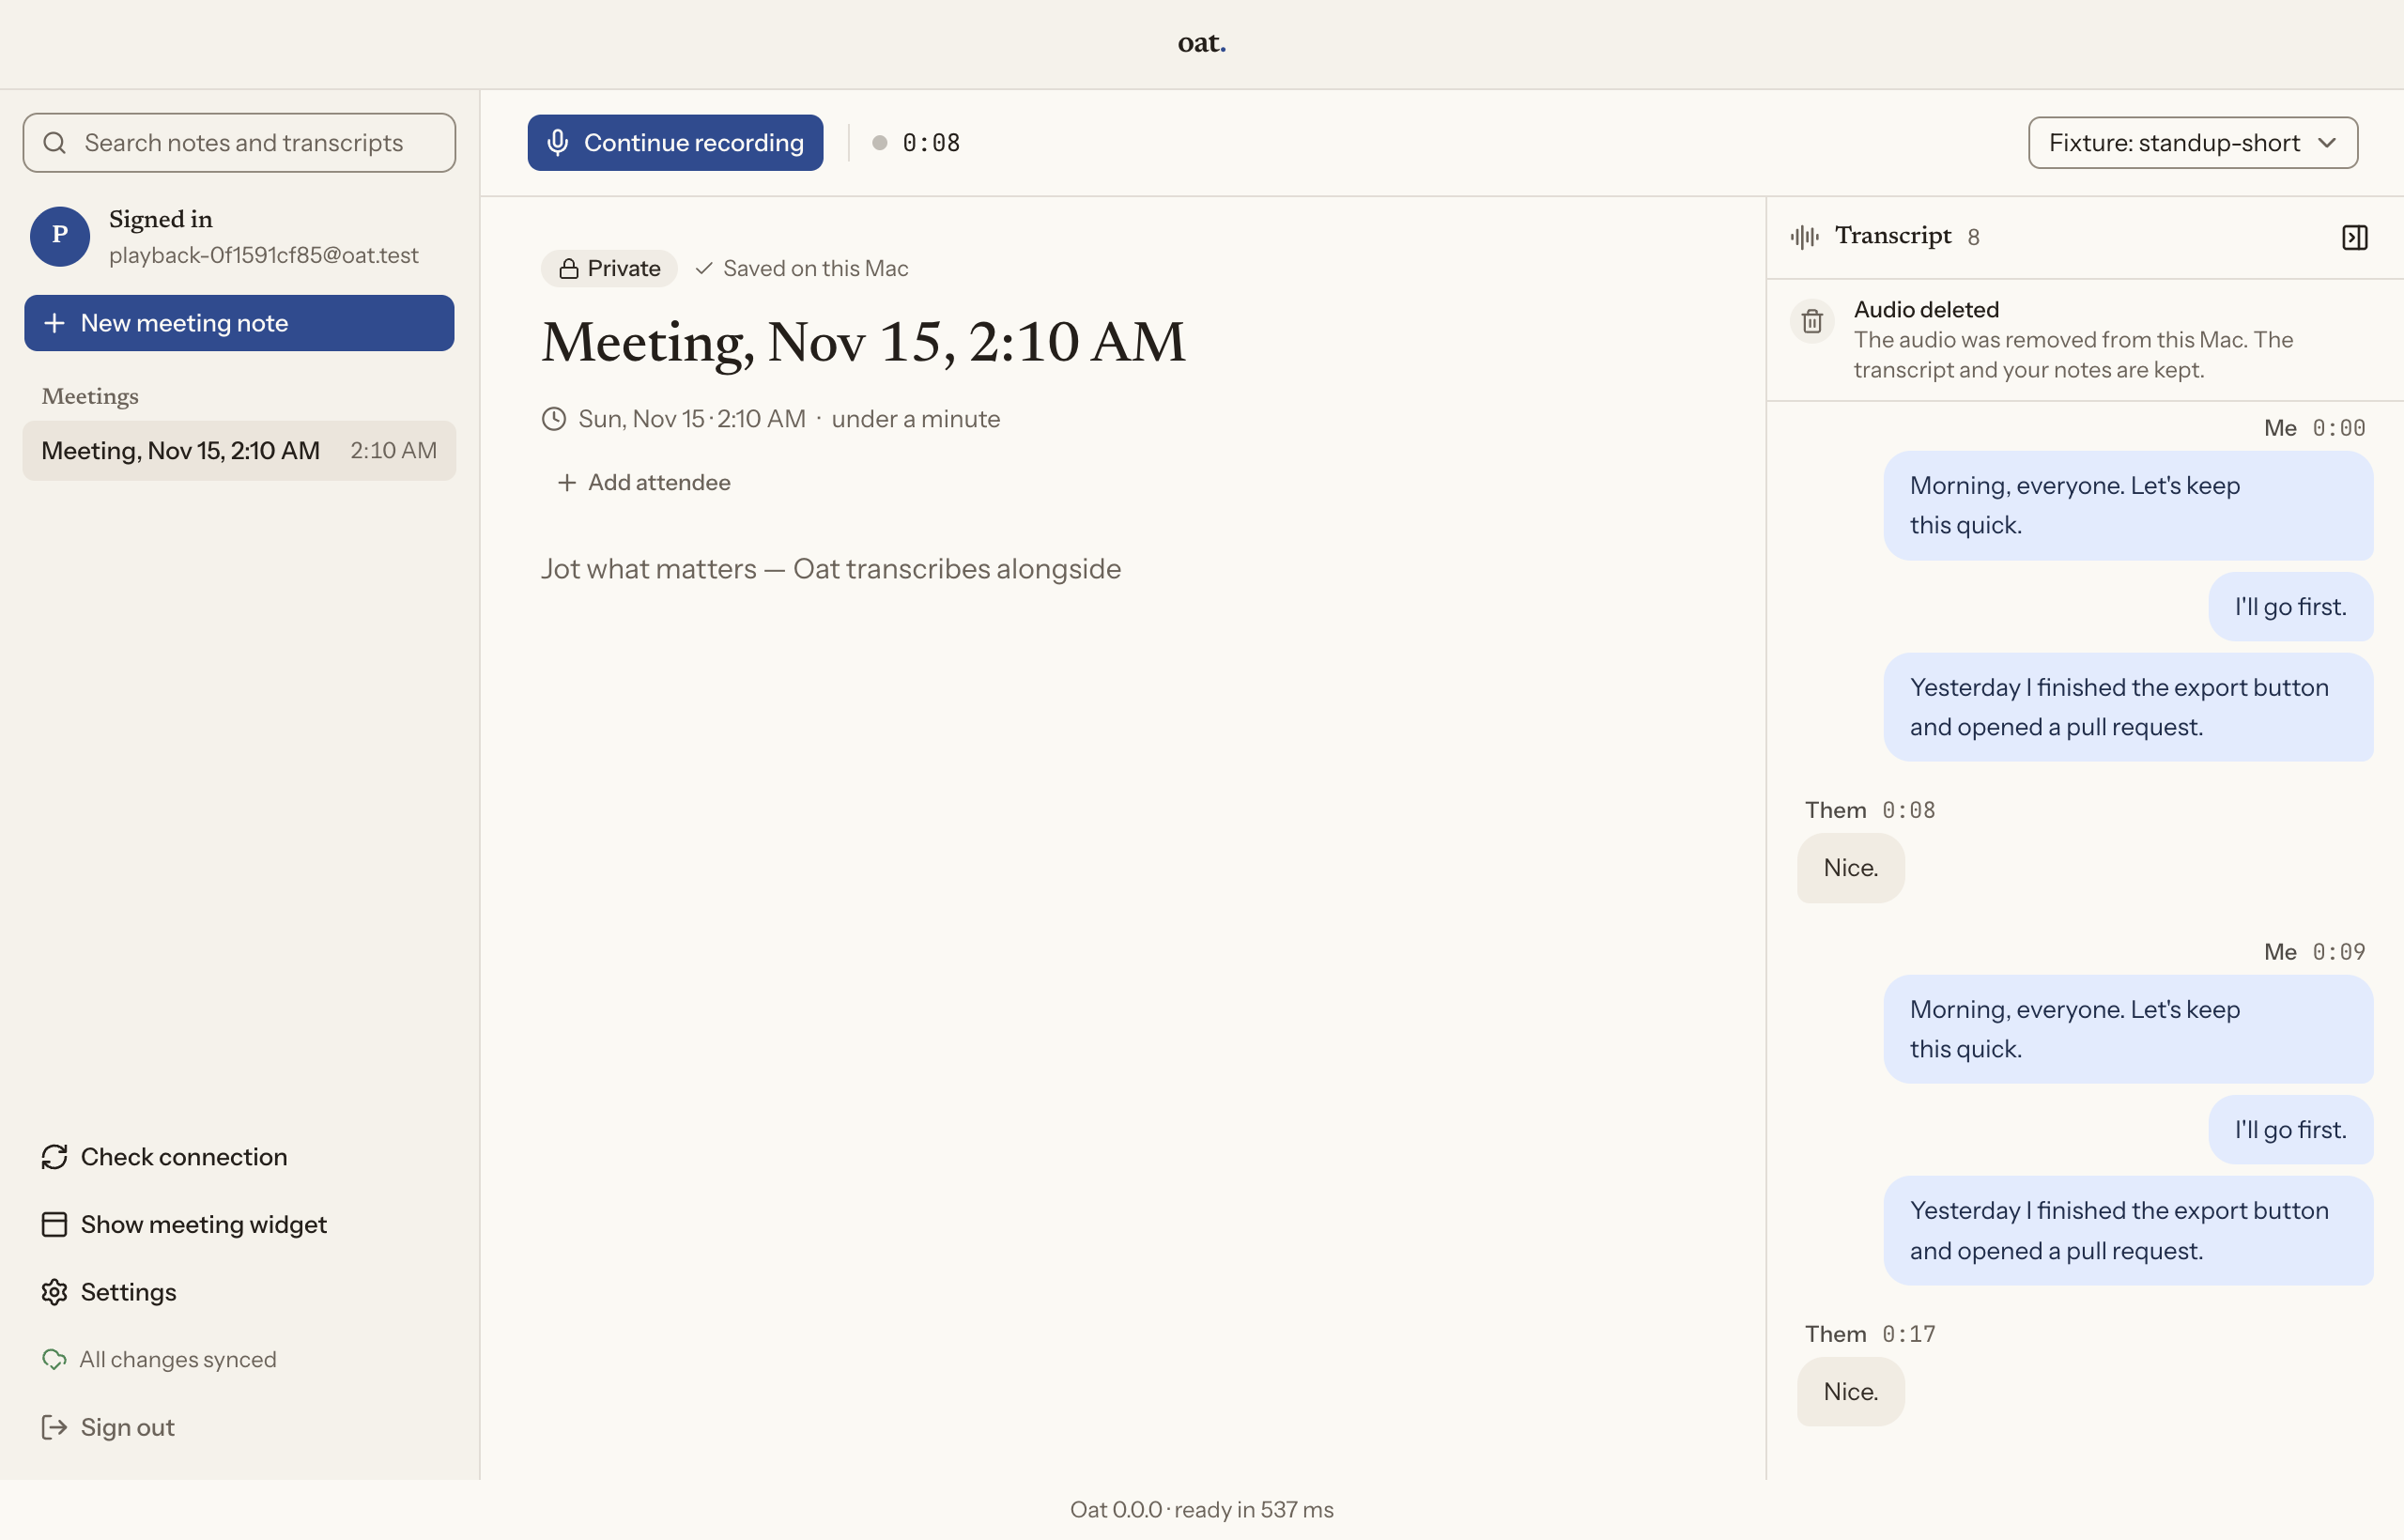 oat.
Search notes and transcripts
P
Signed in
playback-0f1591cf85@oat.test
New meeting note
Meetings
Meeting, Nov 15, 2:10 AM 2:10 AM
Check connection
Show meeting widget
Settings
All changes synced
Sign out
Continue recording
0:08
Fixture: standup-short
Private
Saved on this Mac
Meeting, Nov 15, 2:10 AM
Sun, Nov 15 · 2:10 AM · under a minute
Add attendee
Jot what matters — Oat transcribes alongside
Transcript 8
Audio deleted
The audio was removed from this Mac. The
transcript and your notes are kept.
Me 0:00
Morning, everyone. Let's keep
this quick.
I'll go first.
Yesterday I finished the export button
and opened a pull request.
Them 0:08
Nice.
Me 0:09
Morning, everyone. Let's keep
this quick.
I'll go first.
Yesterday I finished the export button
and opened a pull request.
Them 0:17
Nice.
Oat 0.0.0 · ready in 537 ms